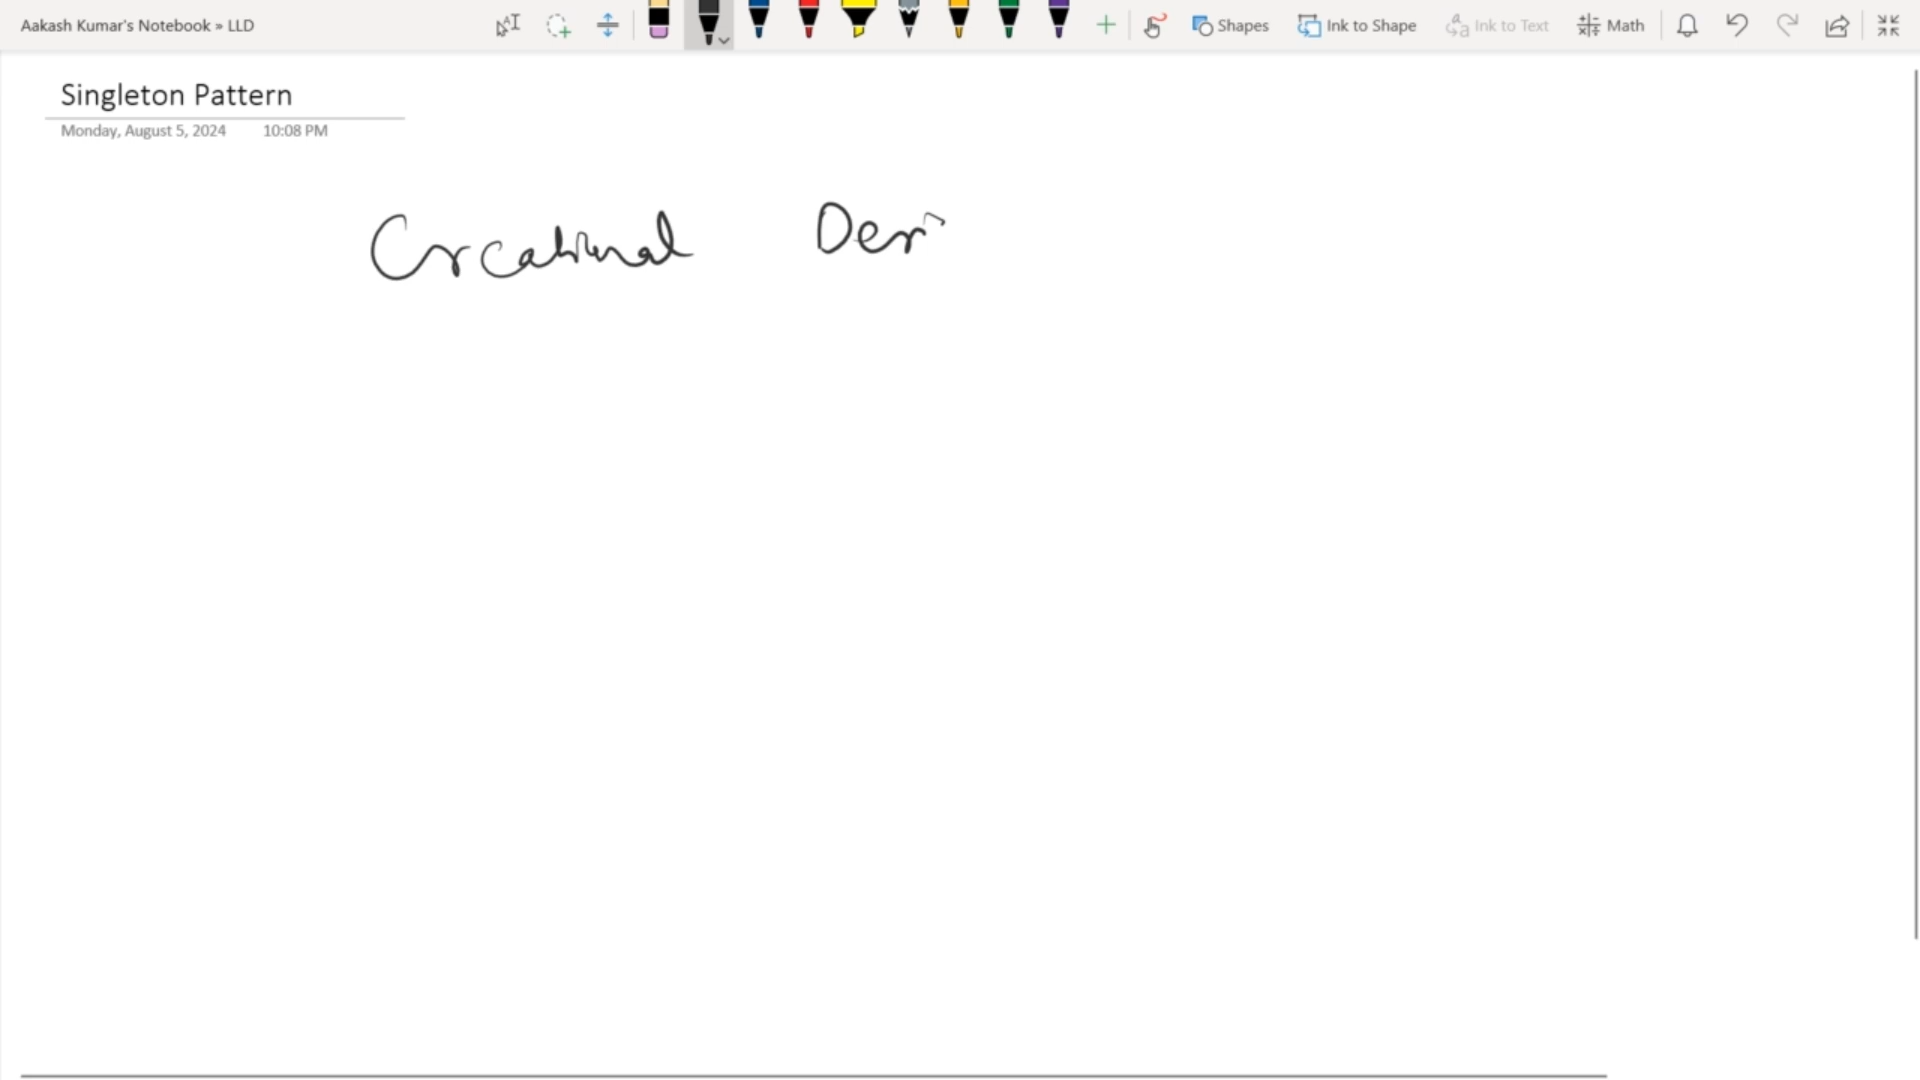 Aakash Kumar's Notebook » LLD
Shapes
Ink to Shape
Ink to Text
Math
Singleton Pattern
Monday, August 5, 2024 10:08 PM
Creational Desi